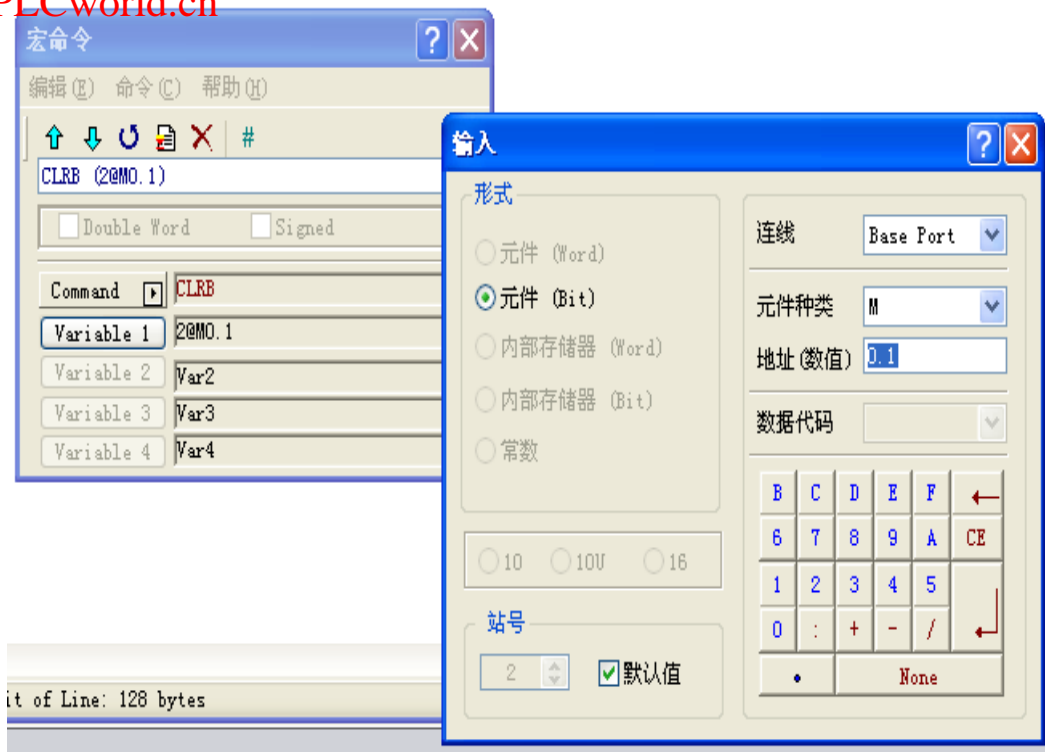 PLCworld.cn
宏命令
编辑(E) 命令(C) 帮助(H)
#
CLRB (2@M0.1)
Double Word Signed
Command CLRB
Variable 1 2@M0.1
Variable 2 Var2
Variable 3 Var3
Variable 4 Var4
it of Line: 128 bytes
输入
形式
元件 (Word)
元件 (Bit)
内部存储器 (Word)
内部存储器 (Bit)
常数
10 10U 16
站号
2 默认值
连线 Base Port
元件种类 M
地址(数值) 0.1
数据代码
B C D E F ←
6 7 8 9 A CE
1 2 3 4 5
0 : + - /
• None